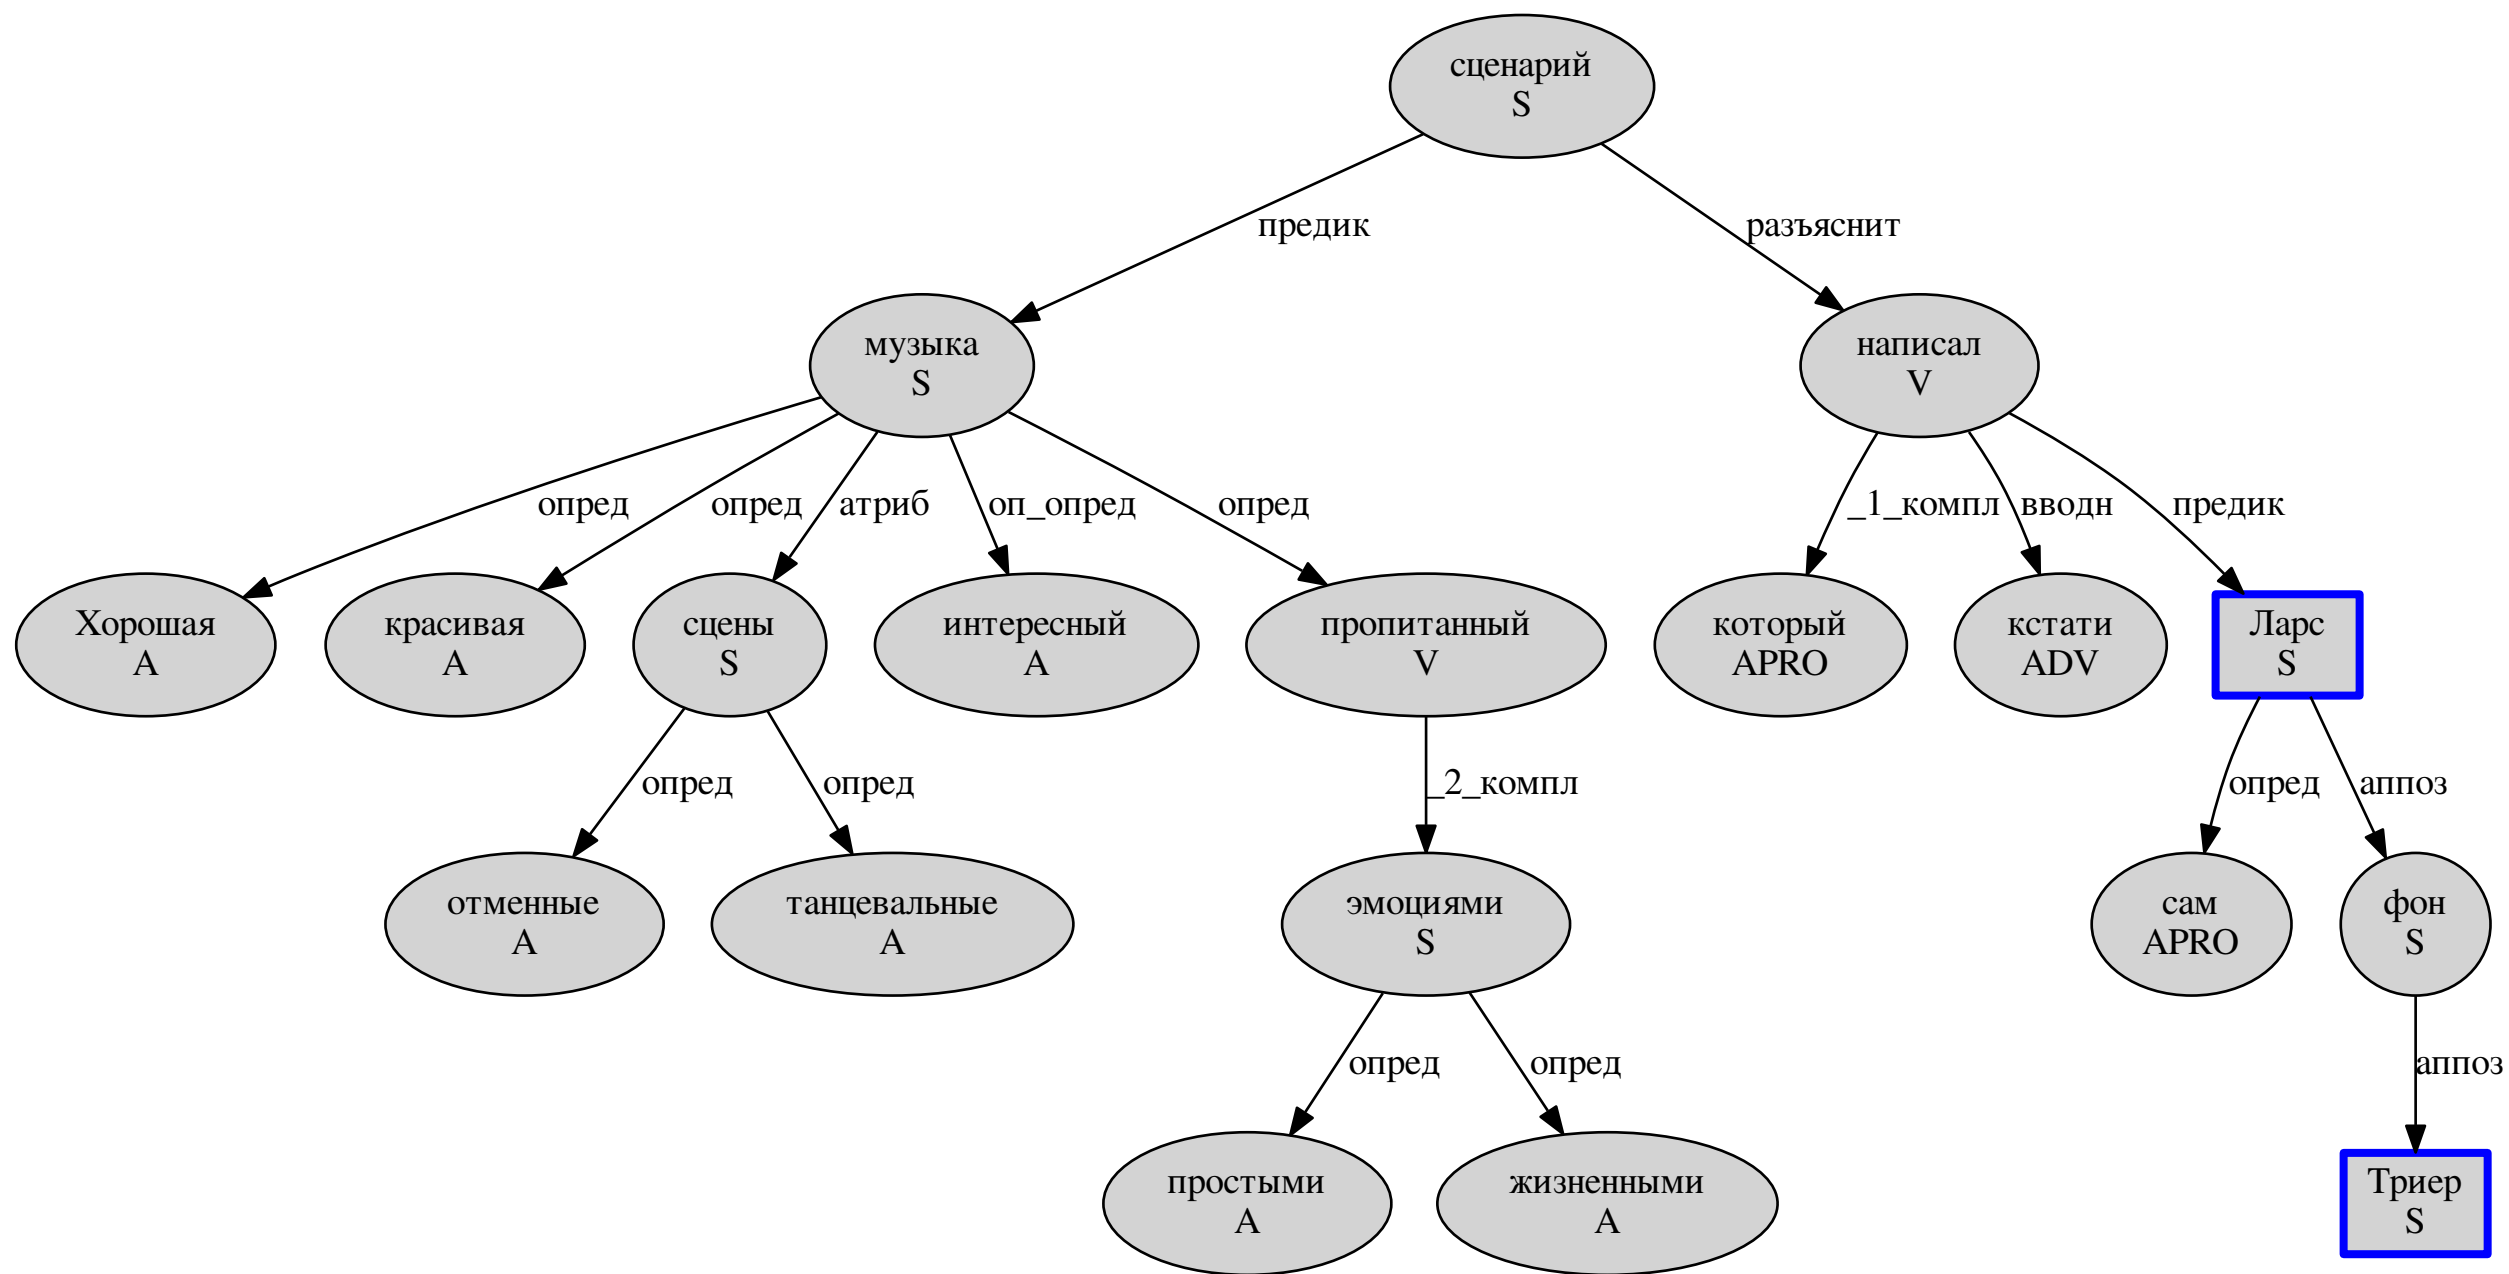 сценарий
S
предик
разъяснит
музыка
S
написал
V
опред
опред
атриб
оп_опред
опред
_1_компл
вводн
предик
Хорошая
A
красивая
A
сцены
S
интересный
A
пропитанный
V
который
APRO
кстати
ADV
Ларс
S
опред
опред
_2_компл
опред
аппоз
отменные
A
танцевальные
A
эмоциями
S
сам
APRO
фон
S
опред
опред
аппоз
простыми
A
жизненными
A
Триер
S